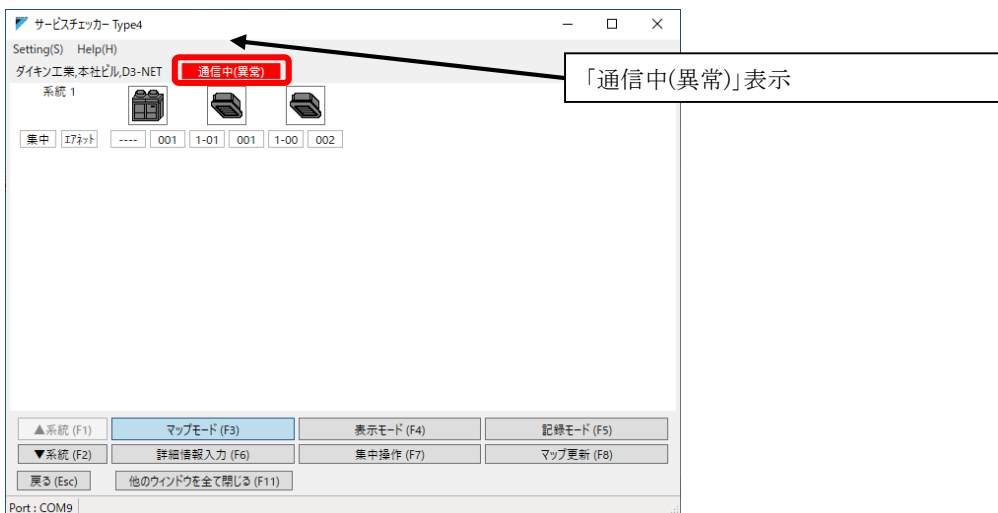 サービスチェッカー Type4
Setting(S) Help(H)
ダイキン工業,本社ビル,D3-NET 通信中(異常)
「通信中(異常)」表示
系統 1
集中 ｴｱﾈｯﾄ ---- 001 1-01 001 1-00 002
▲系統 (F1) マップモード (F3) 表示モード (F4) 記録モード (F5)
▼系統 (F2) 詳細情報入力 (F6) 集中操作 (F7) マップ更新 (F8)
戻る (Esc) 他のウィンドウを全て閉じる (F11)
Port : COM9